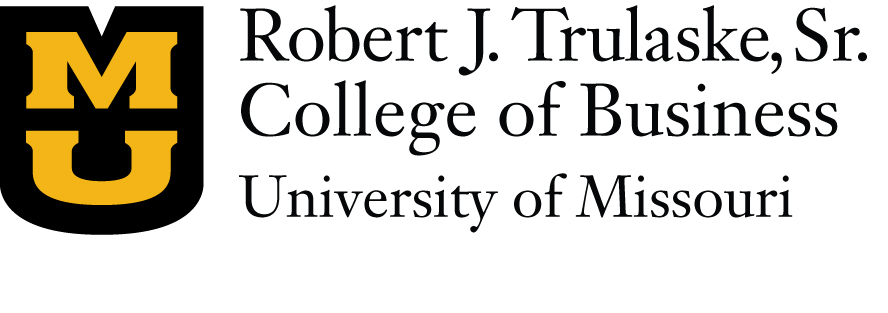 MU
Robert J. Trulaske, Sr.
College of Business
University of Missouri